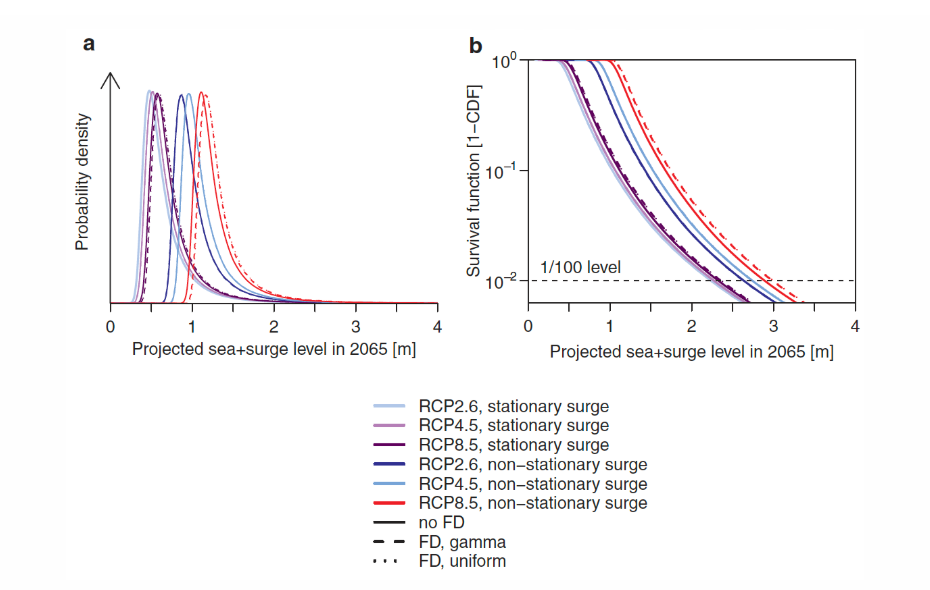 a
Probability density
0 1 2 3 4
Projected sea+surge level in 2065 [m]
b
Survival function [1−CDF]
10⁰
10⁻¹
10⁻²
1/100 level
0 1 2 3 4
Projected sea+surge level in 2065 [m]
RCP2.6, stationary surge
RCP4.5, stationary surge
RCP8.5, stationary surge
RCP2.6, non−stationary surge
RCP4.5, non−stationary surge
RCP8.5, non−stationary surge
no FD
FD, gamma
FD, uniform